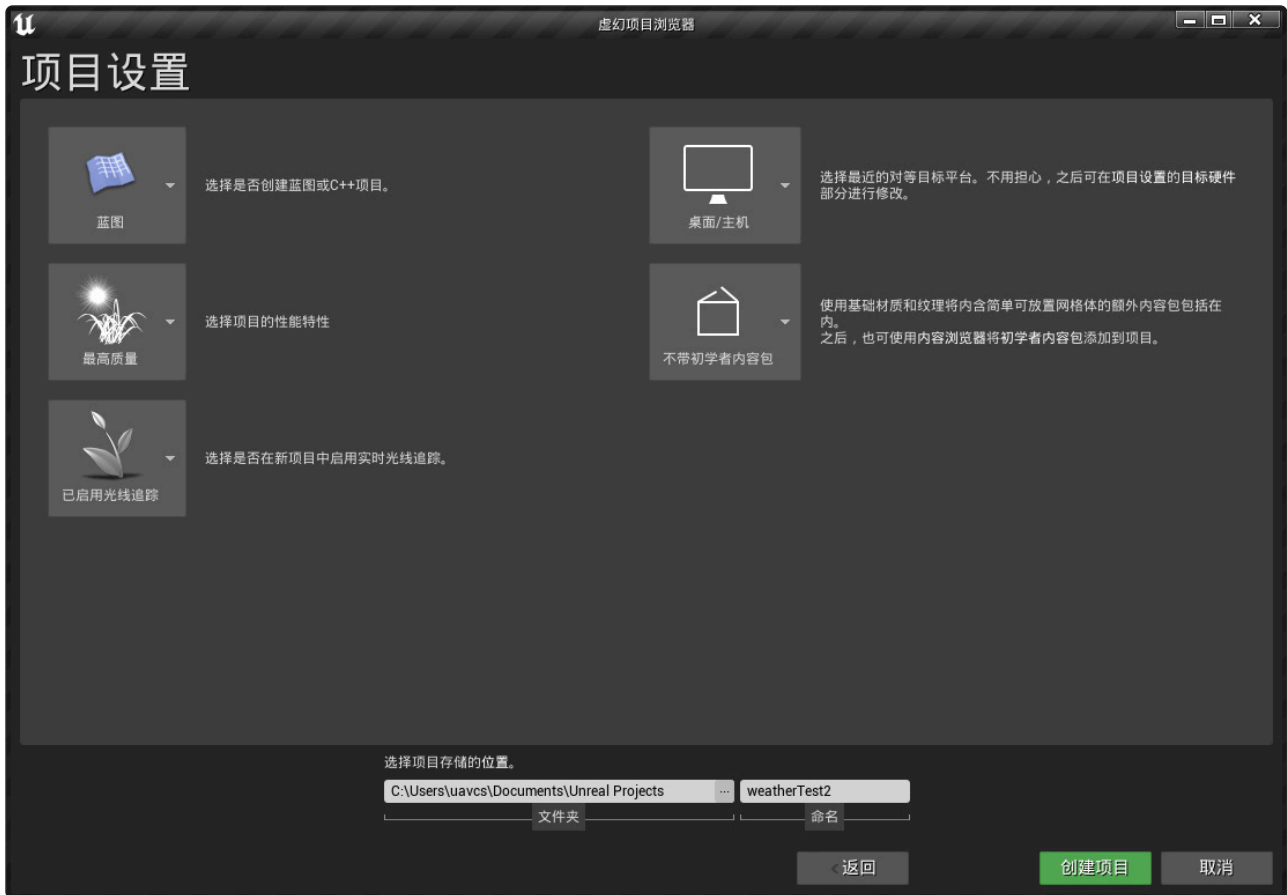 虚幻项目浏览器
项目设置
蓝图
选择是否创建蓝图或C++项目。
桌面/主机
选择最近的对等目标平台。不用担心，之后可在项目设置的目标硬件
部分进行修改。
最高质量
选择项目的性能特性
不带初学者内容包
使用基础材质和纹理将内含简单可放置网格体的额外内容包包括在
内。
之后，也可使用内容浏览器将初学者内容包添加到项目。
已启用光线追踪
选择是否在新项目中启用实时光线追踪。
选择项目存储的位置。
C:\Users\uavcs\Documents\Unreal Projects
...
weatherTest2
文件夹
命名
返回
创建项目
取消